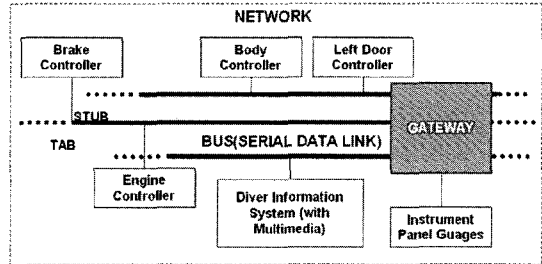 NETWORK
Brake
Controller
Body
Controller
Left Door
Controller
STUB
GATEWAY
TAB
BUS(SERIAL DATA LINK)
Engine
Controller
Diver Information
System (with
Multimedia)
Instrument
Panel Guages